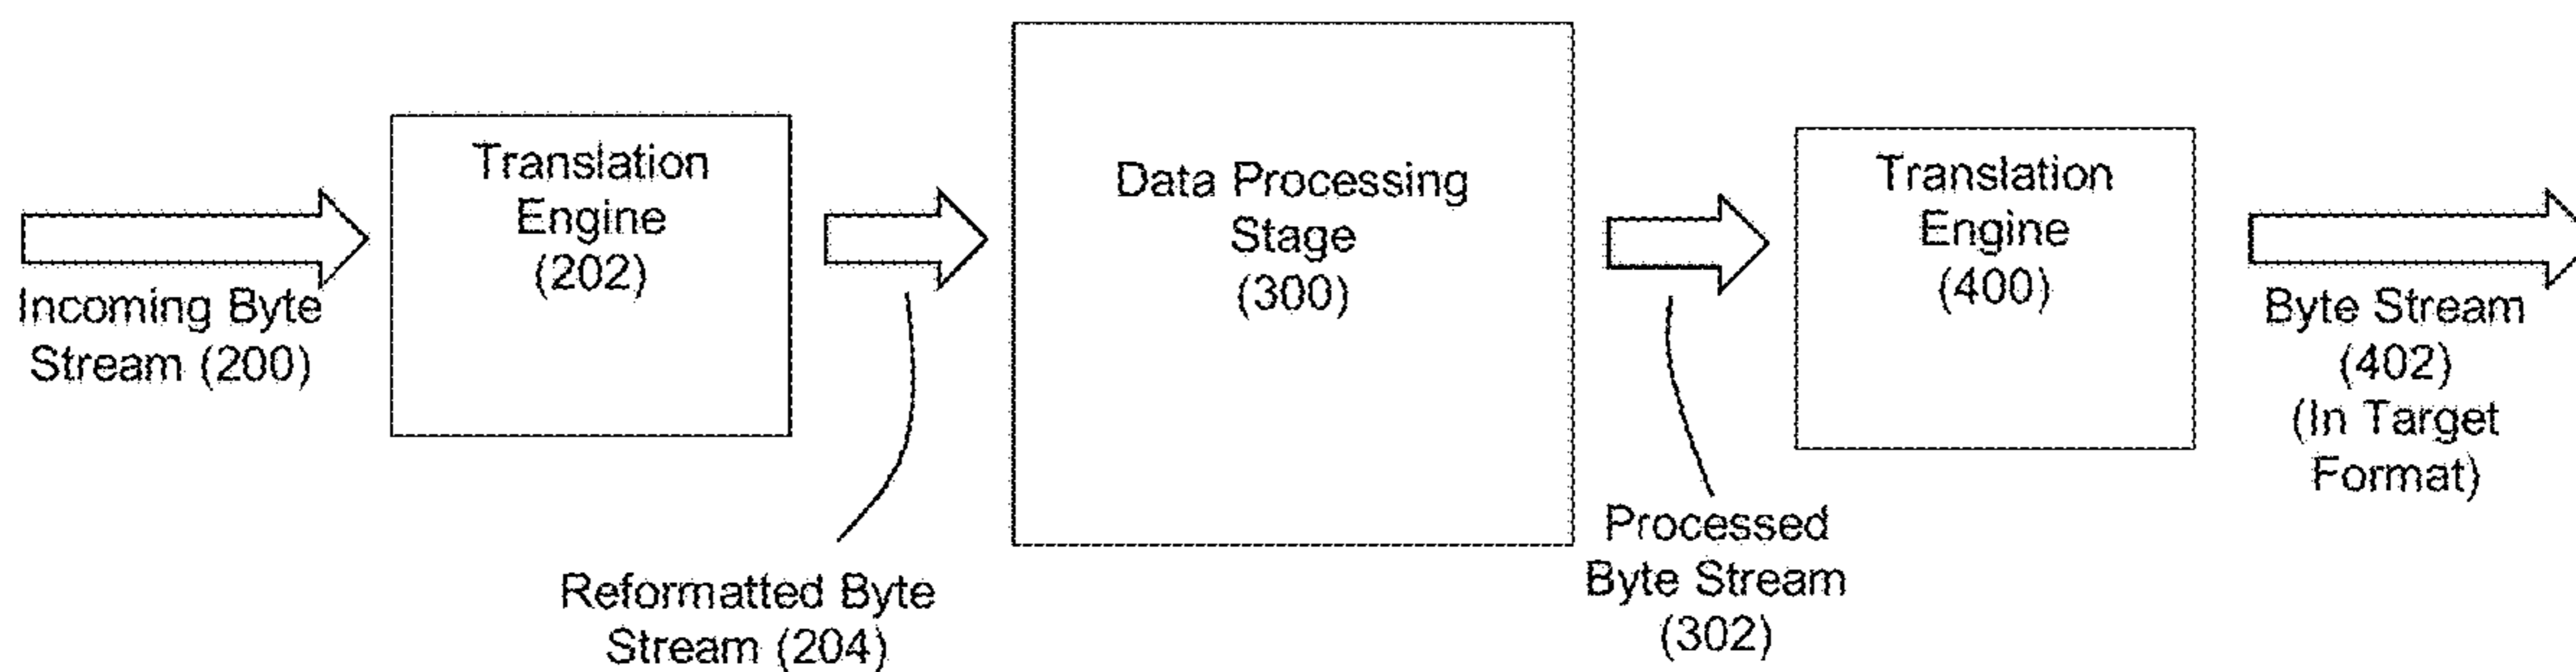 Incoming Byte
Stream (200)
Translation
Engine
(202)
Reformatted Byte
Stream (204)
Data Processing
Stage
(300)
Processed
Byte Stream
(302)
Translation
Engine
(400)
Byte Stream
(402)
(In Target
Format)